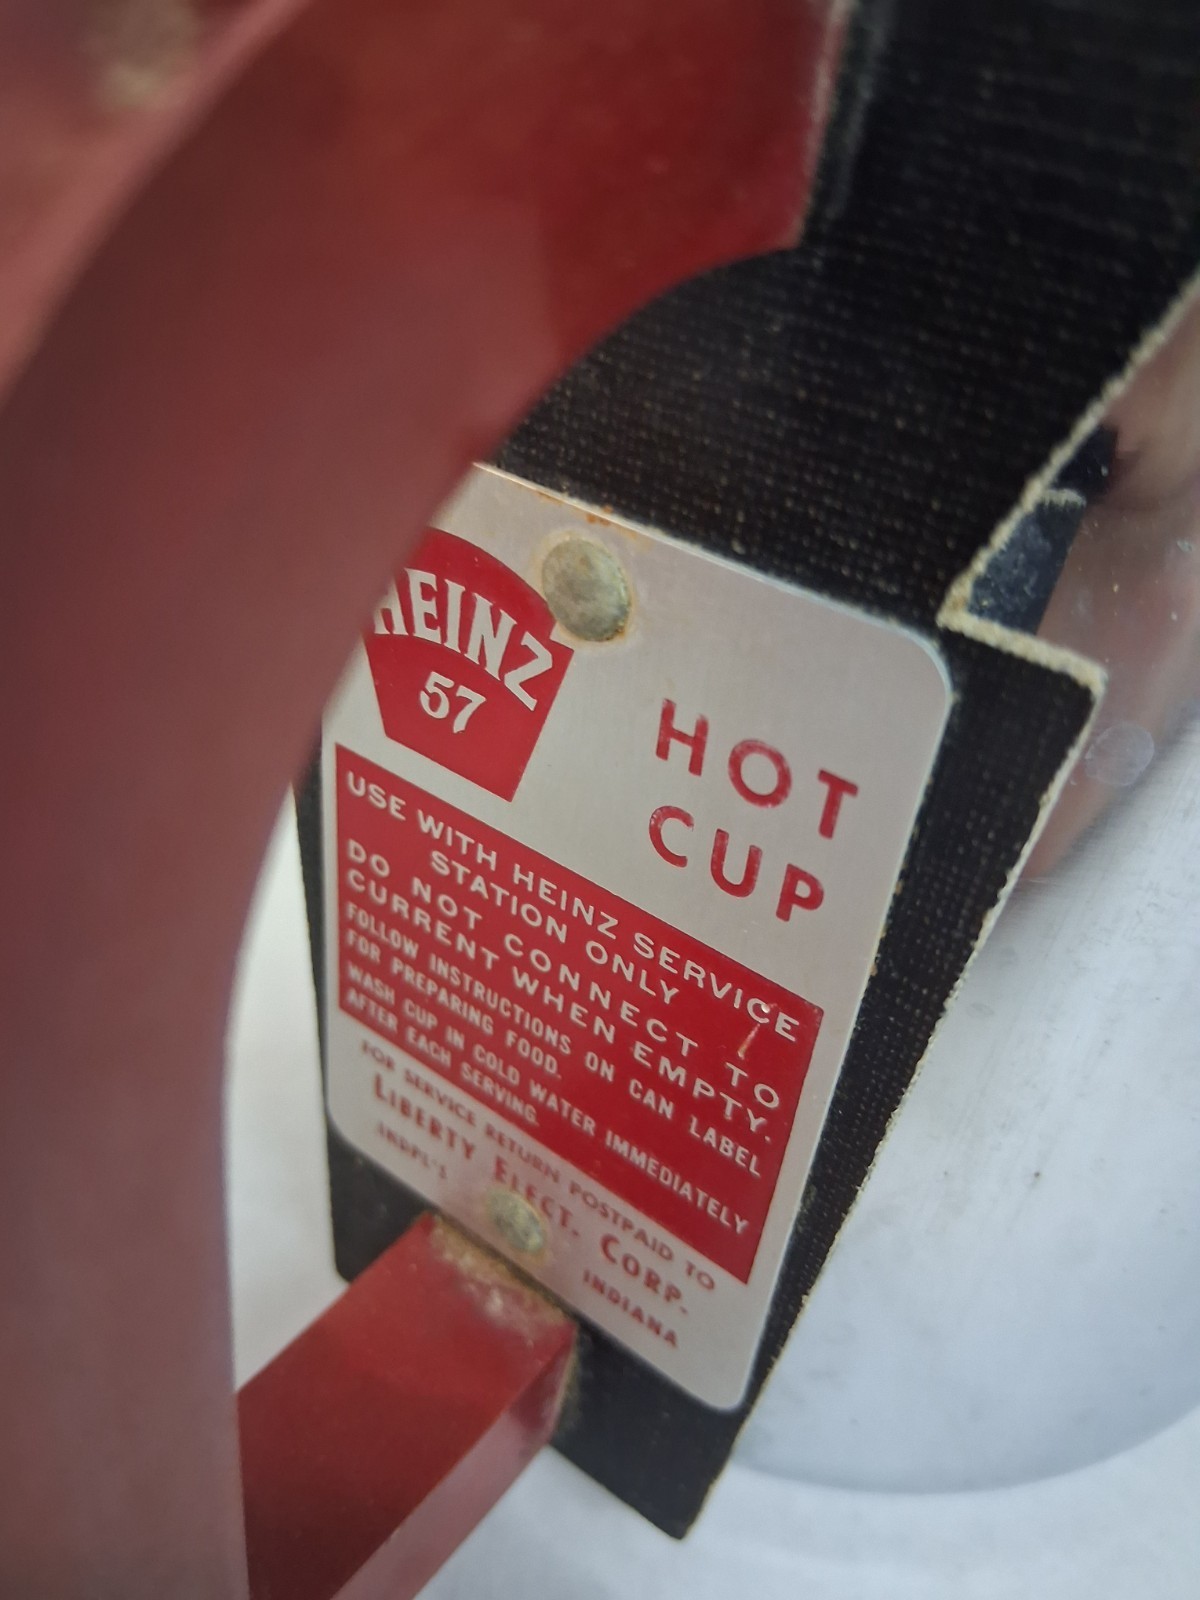 HEINZ
57
HOT
CUP
USE WITH HEINZ SERVICE
STATION ONLY
DO NOT CONNECT TO
CURRENT WHEN EMPTY.
FOLLOW INSTRUCTIONS ON CAN LABEL
FOR PREPARING FOOD.
WASH CUP IN COLD WATER IMMEDIATELY
AFTER EACH SERVING.
FOR SERVICE RETURN POSTPAID TO
LIBERTY ELECT. CORP.
INDIANA